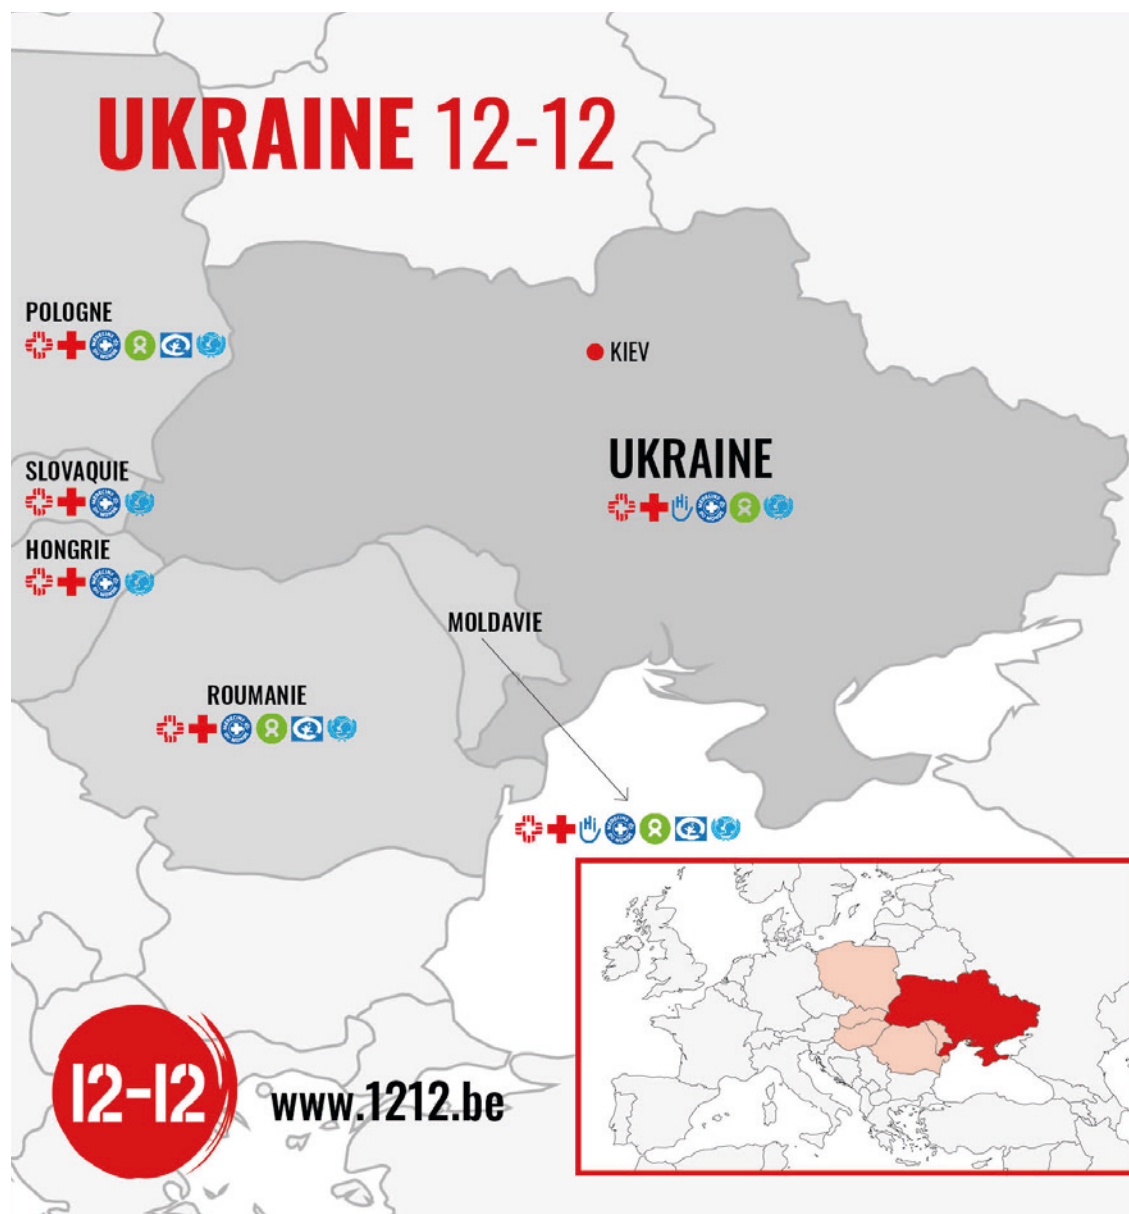 UKRAINE 12-12
POLOGNE
KIEV
UKRAINE
SLOVAQUIE
HONGRIE
MOLDAVIE
ROUMANIE
12-12
www.1212.be